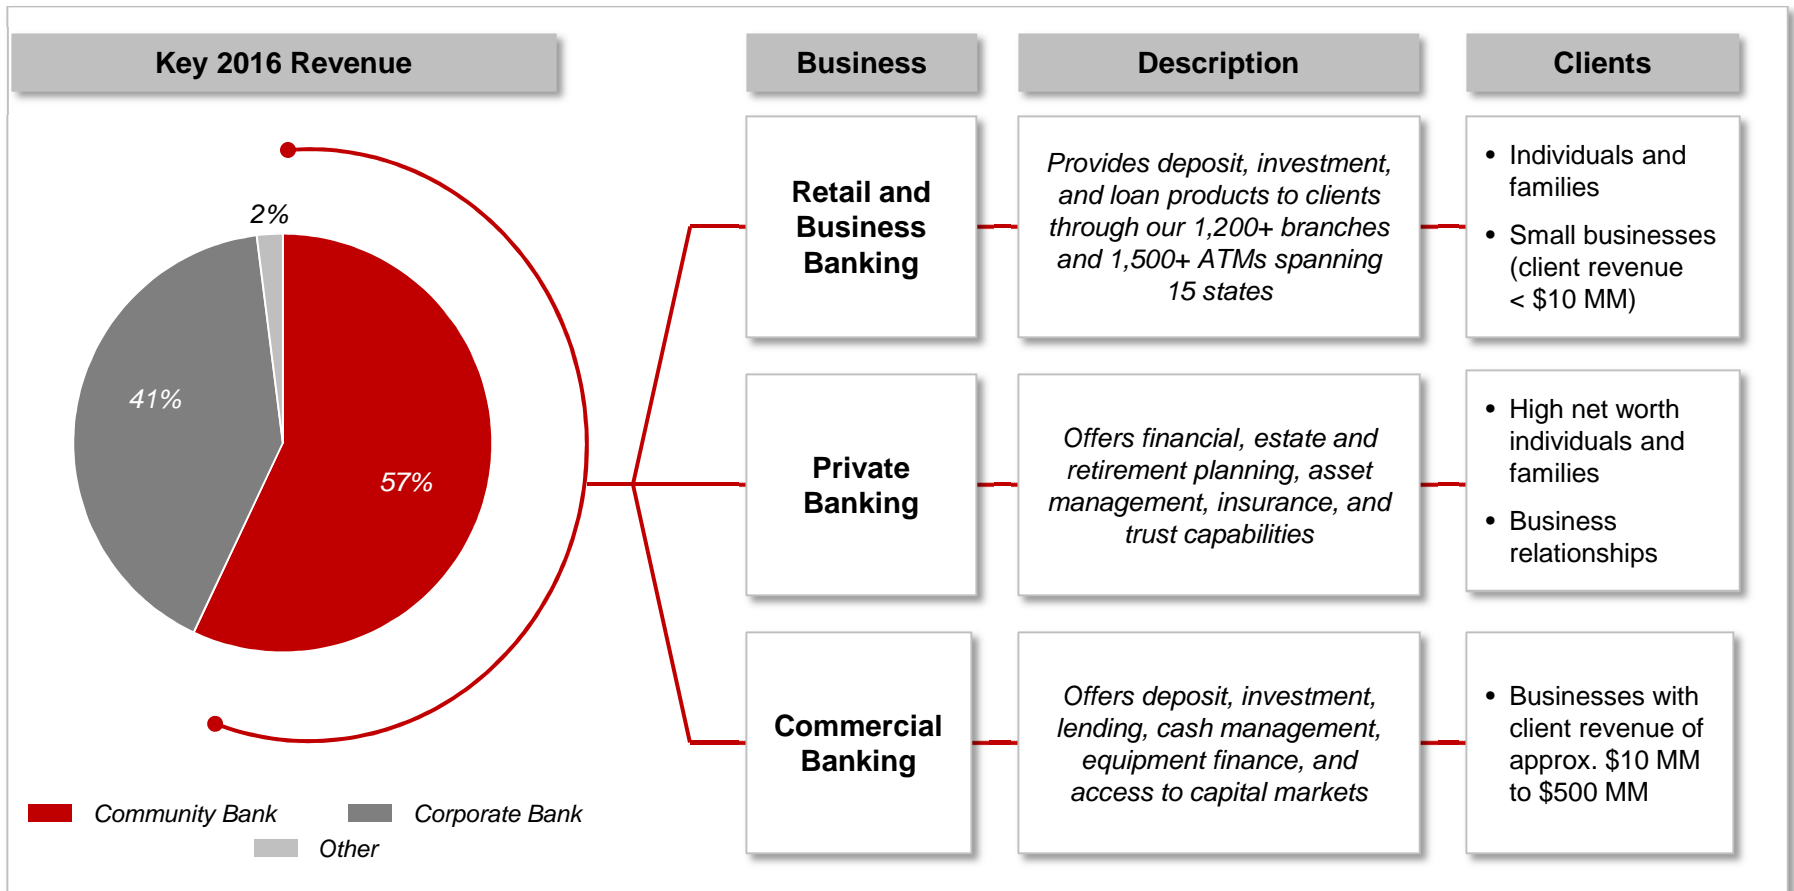 Key 2016 Revenue
Business
Description
Clients
2%
41%
57%
Community Bank
Corporate Bank
Other
Retail and
Business
Banking
Provides deposit, investment,
and loan products to clients
through our 1,200+ branches
and 1,500+ ATMs spanning
15 states
• Individuals and
families
• Small businesses
(client revenue
< $10 MM)
Private
Banking
Offers financial, estate and
retirement planning, asset
management, insurance, and
trust capabilities
• High net worth
individuals and
families
• Business
relationships
Commercial
Banking
Offers deposit, investment,
lending, cash management,
equipment finance, and
access to capital markets
• Businesses with
client revenue of
approx. $10 MM
to $500 MM